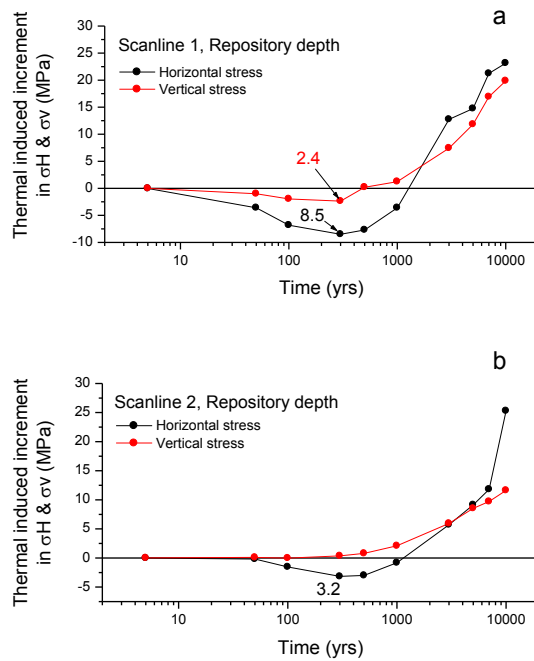 a
Scanline 1, Repository depth
Horizontal stress
Vertical stress
Thermal induced increment
in σH & σv (MPa)
30
25
20
15
10
5
0
-5
-10
2.4
8.5
10
100
1000
10000
Time (yrs)
b
Scanline 2, Repository depth
Horizontal stress
Vertical stress
Thermal induced increment
in σH & σv (MPa)
30
25
20
15
10
5
0
-5
3.2
10
100
1000
10000
Time (yrs)